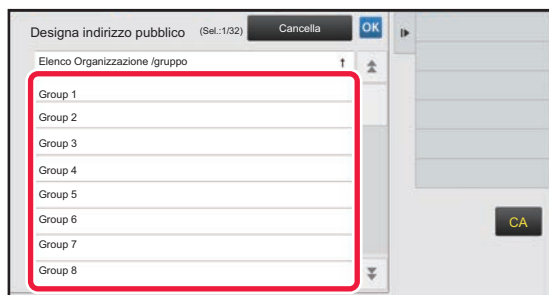 Designa indirizzo pubblico (Sel.:1/32) Cancella OK
Elenco Organizzazione /gruppo ↑
Group 1
Group 2
Group 3
Group 4
Group 5
Group 6
Group 7
Group 8
CA